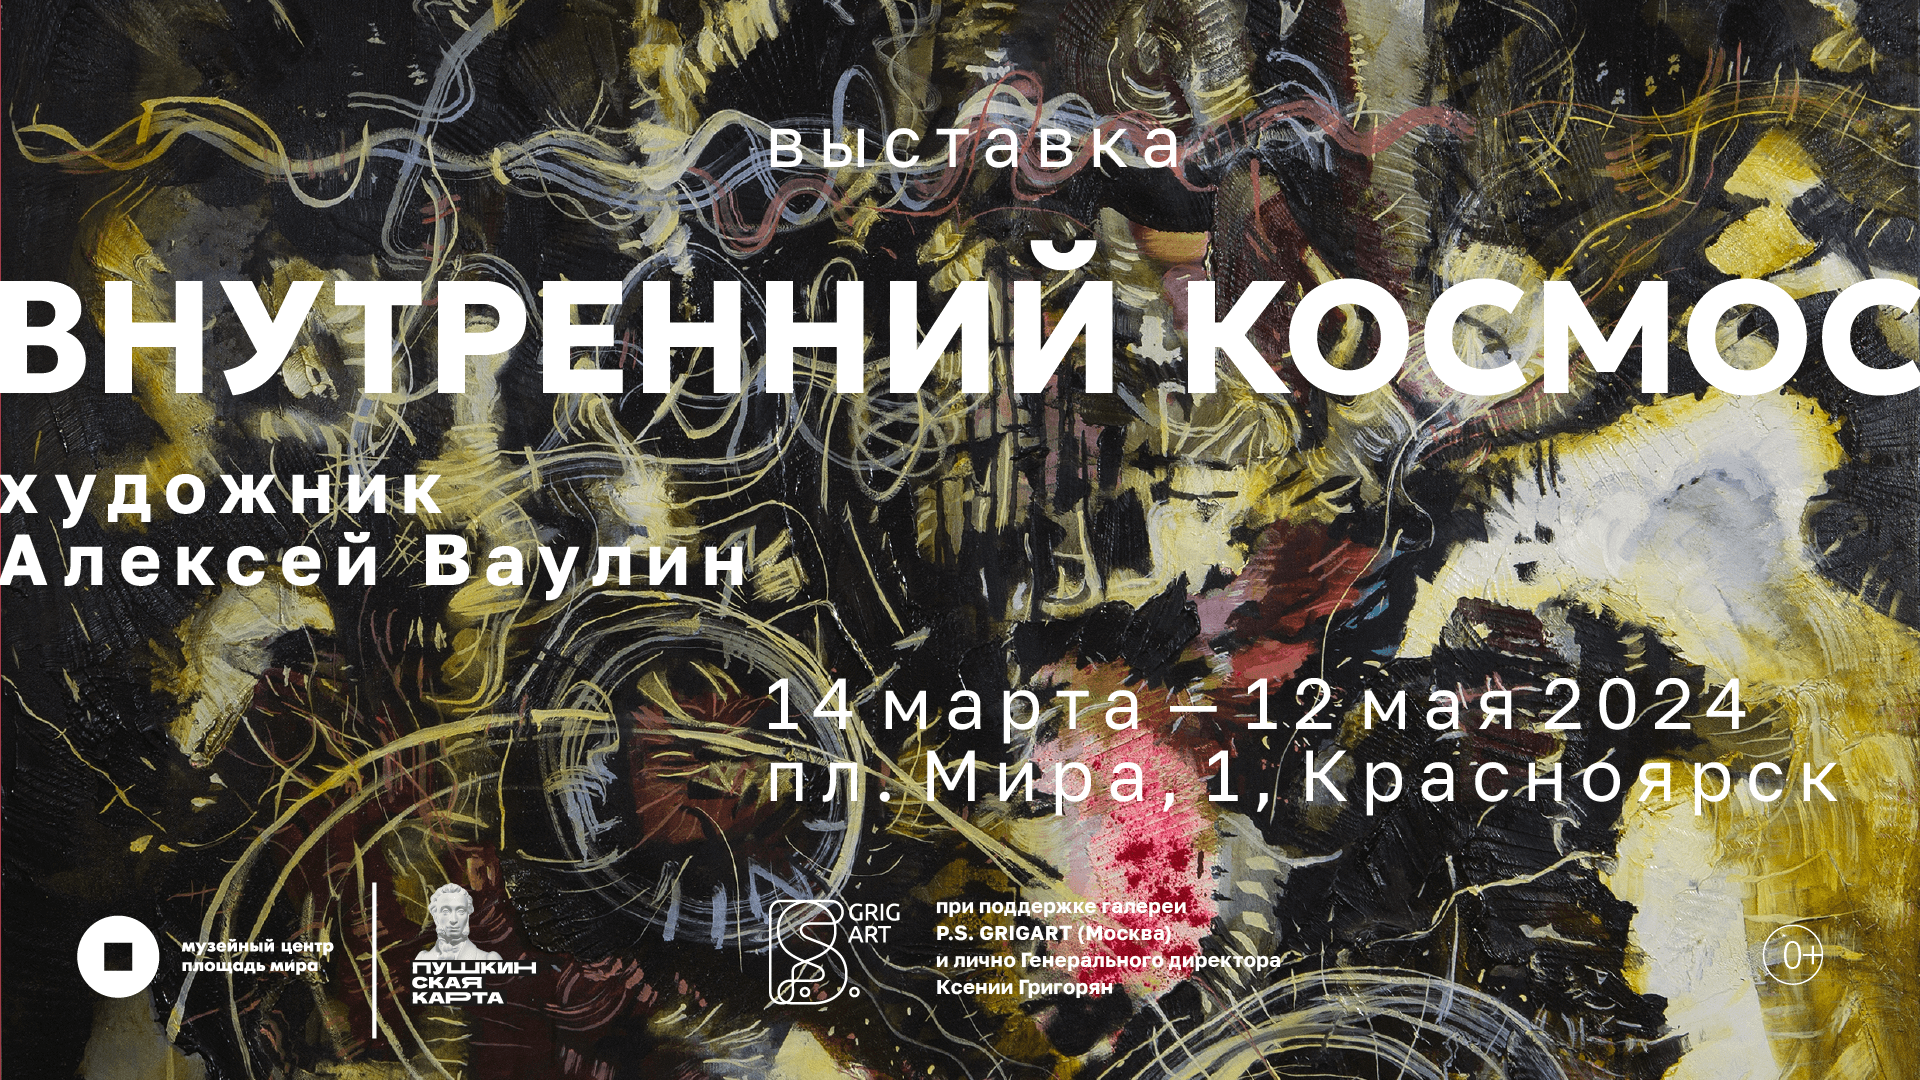 выставка
ВНУТРЕННИЙ КОСМОС
художник
Алексей Ваулин
14 марта — 12 мая 2024
пл. Мира, 1, Красноярск
музейный центр
площадь мира
ПУШКИН
СКАЯ
КАРТА
GRIG
ART
при поддержке галереи
P.S. GRIGART (Москва)
и лично Генерального директора
Ксении Григорян
0+